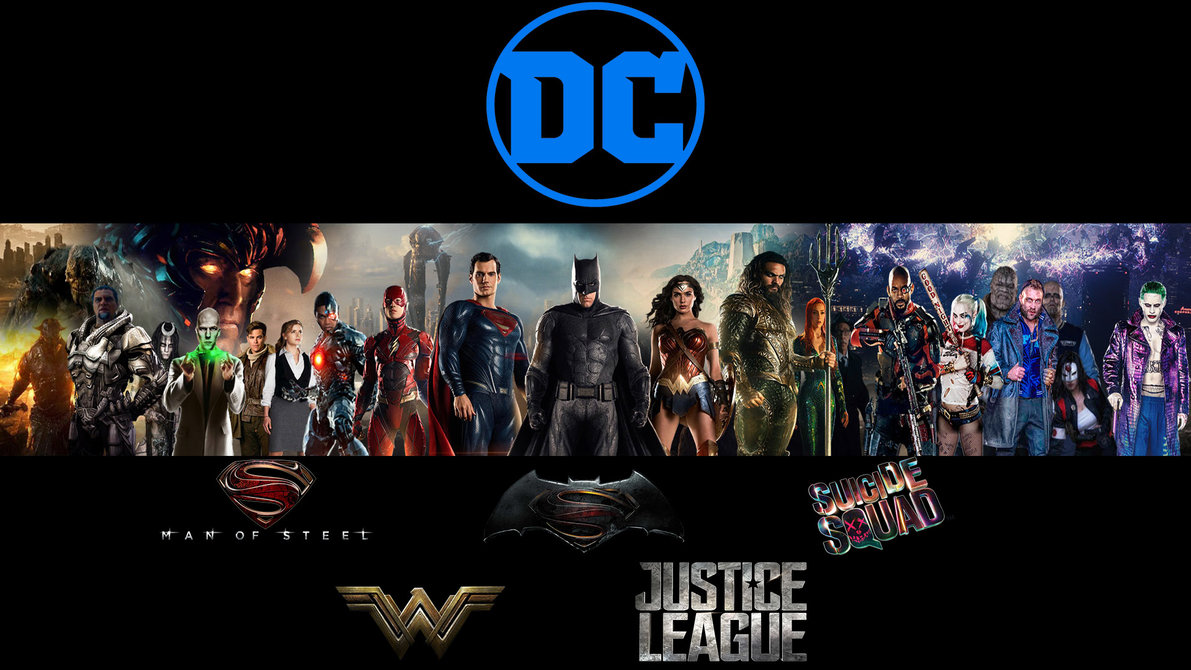 DC
MAN OF STEEL
SUICIDE
SQUAD
JUSTICE
LEAGUE